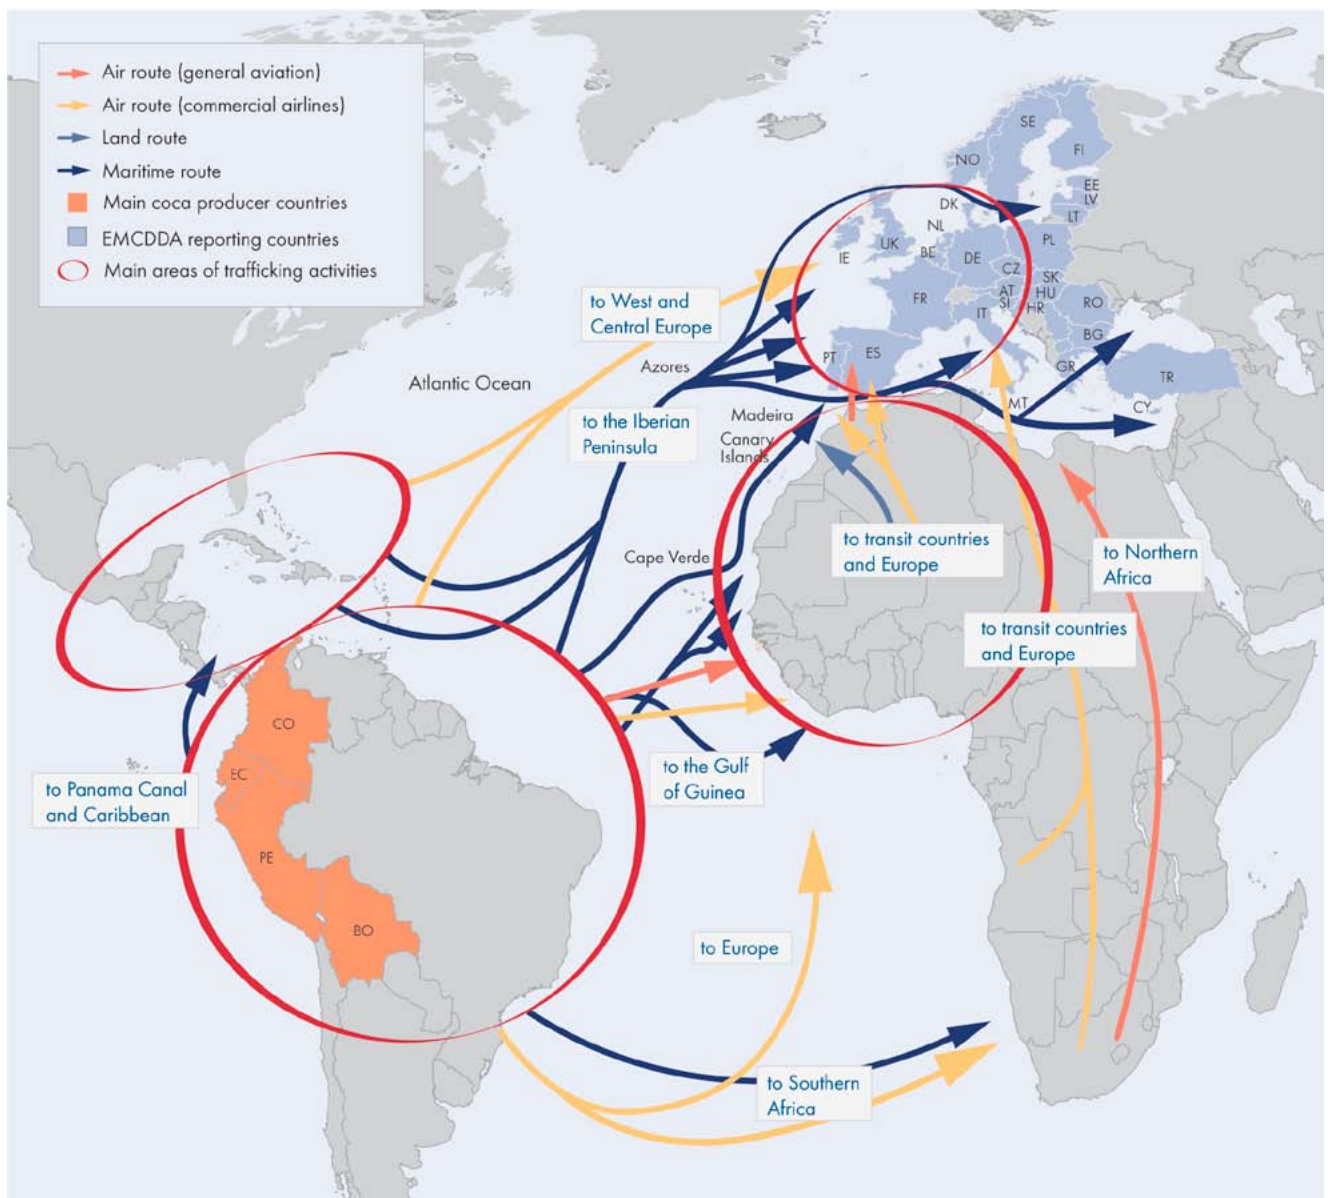 Air route (general aviation)
Air route (commercial airlines)
Land route
Maritime route
Main coca producer countries
EMCDDA reporting countries
Main areas of trafficking activities
SE
FI
NO
EE
LV
DK
LT
NL
IE
UK
BE
DE
PL
CZ
SK
AT
HU
SI
HR
FR
RO
IT
BG
PT
ES
GR
TR
MT
CY
to West and
Central Europe
Azores
Atlantic Ocean
Madeira
to the Iberian
Peninsula
Canary
Islands
Cape Verde
to transit countries
and Europe
to Northern
Africa
to transit countries
and Europe
CO
EC
to the Gulf
of Guinea
to Panama Canal
and Caribbean
PE
BO
to Europe
to Southern
Africa